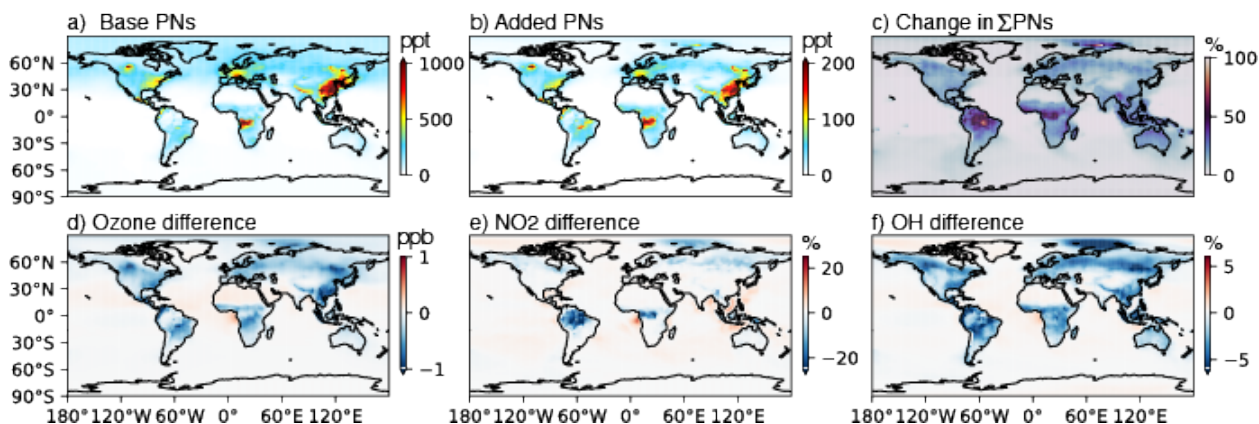 a) Base PNs
b) Added PNs
c) Change in ΣPNs
ppt
ppt
%
60°N
30°N
0°
30°S
60°S
90°S
1000
500
0
200
100
0
100
50
0
d) Ozone difference
e) NO2 difference
f) OH difference
ppb
%
%
60°N
30°N
0°
30°S
60°S
90°S
1
0
−1
20
0
−20
5
0
−5
180°120°W 60°W 0° 60°E 120°E
180°120°W 60°W 0° 60°E 120°E
180°120°W 60°W 0° 60°E 120°E